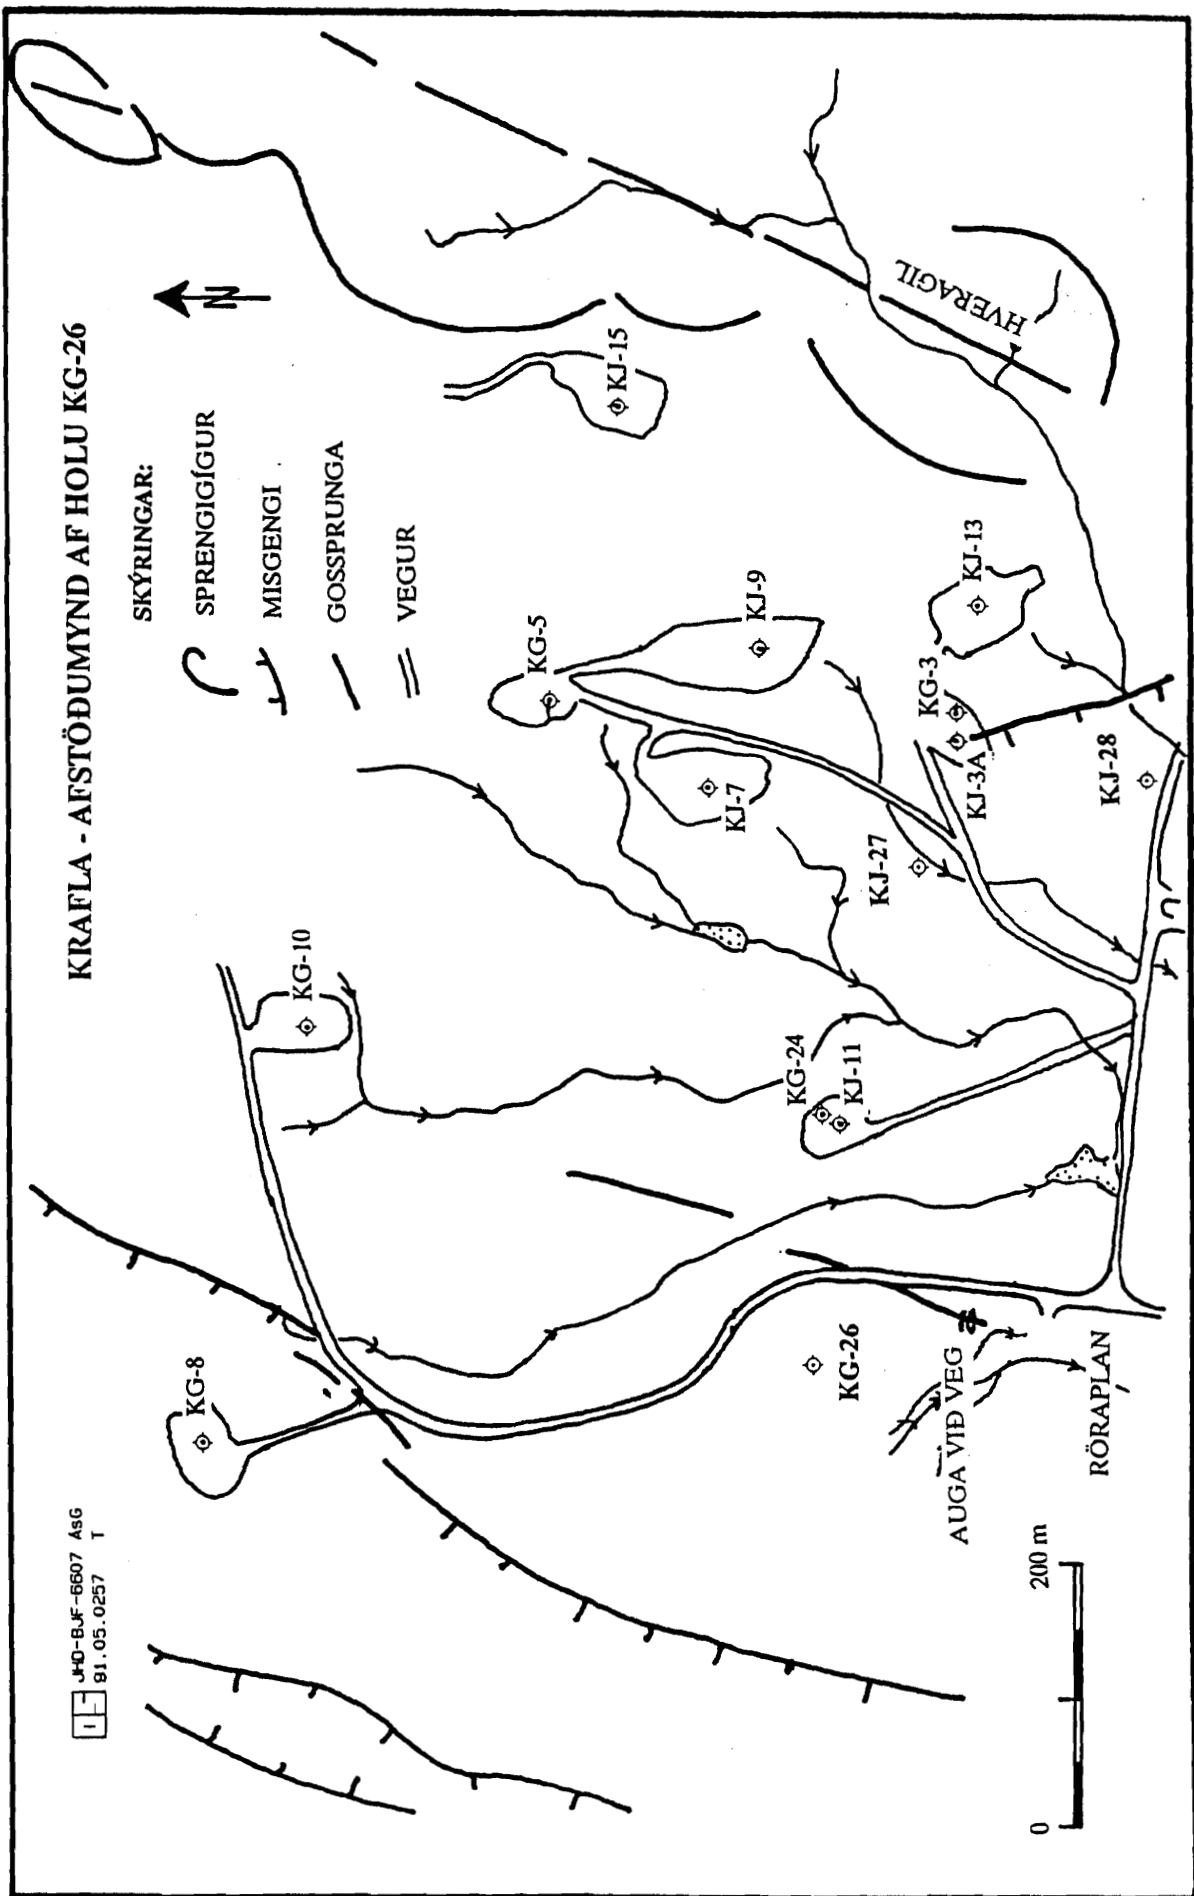 KRAFLA - AFSTÖÐUMYND AF HOLU KG-26
JHD-BJF-6607 ÁsG
91.05.0257 T
SKÝRINGAR:
SPRENGIGÍGUR
MISGENGI
GOSSPRUNGA
VEGUR
N
KG-8
KG-10
KG-5
KJ-15
KJ-9
KJ-7
KG-24
KJ-11
KJ-27
KG-3
KJ-3A
KJ-13
KJ-28
HVERAGIL
KG-26
AUGA VIÐ VEG
RÖRAPLAN
0
200 m